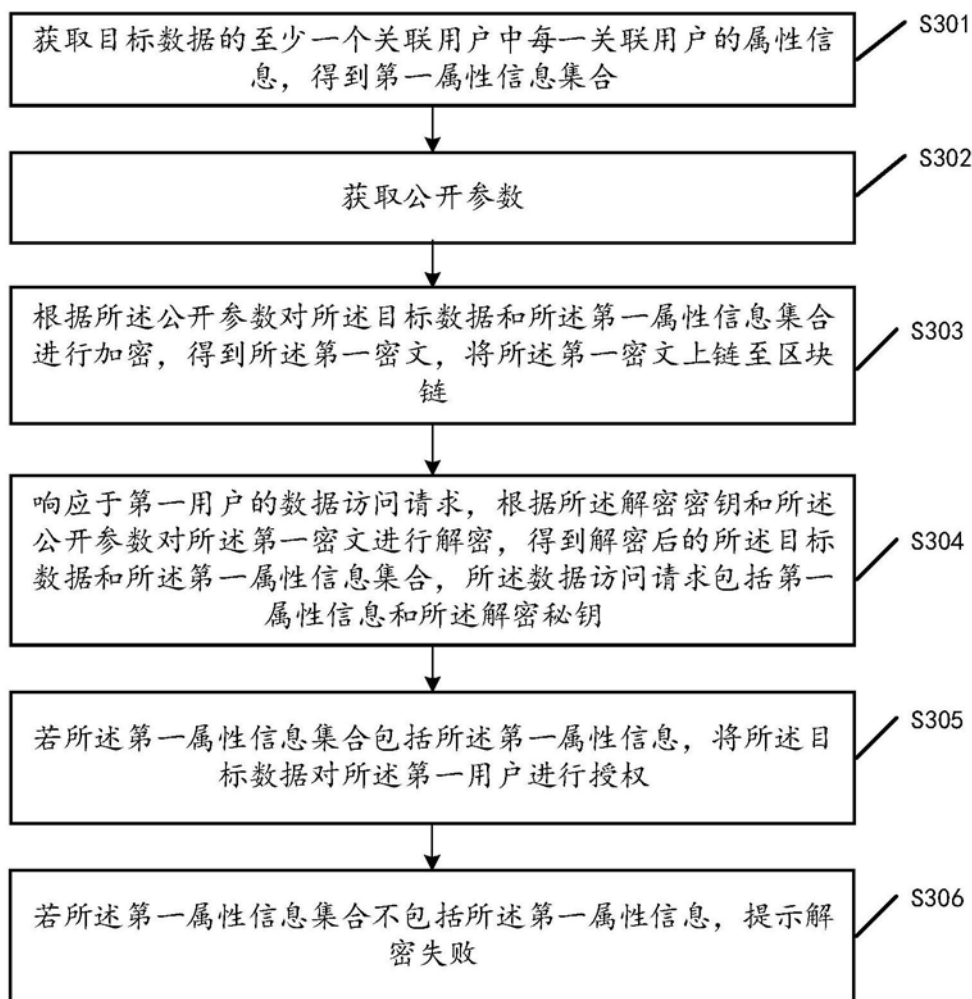 获取目标数据的至少一个关联用户中每一关联用户的属性信
息，得到第一属性信息集合
S301
获取公开参数
S302
根据所述公开参数对所述目标数据和所述第一属性信息集合
进行加密，得到所述第一密文，将所述第一密文上链至区块
链
S303
响应于第一用户的数据访问请求，根据所述解密密钥和所述
公开参数对所述第一密文进行解密，得到解密后的所述目标
数据和所述第一属性信息集合，所述数据访问请求包括第一
属性信息和所述解密秘钥
S304
若所述第一属性信息集合包括所述第一属性信息，将所述目
标数据对所述第一用户进行授权
S305
若所述第一属性信息集合不包括所述第一属性信息，提示解
密失败
S306